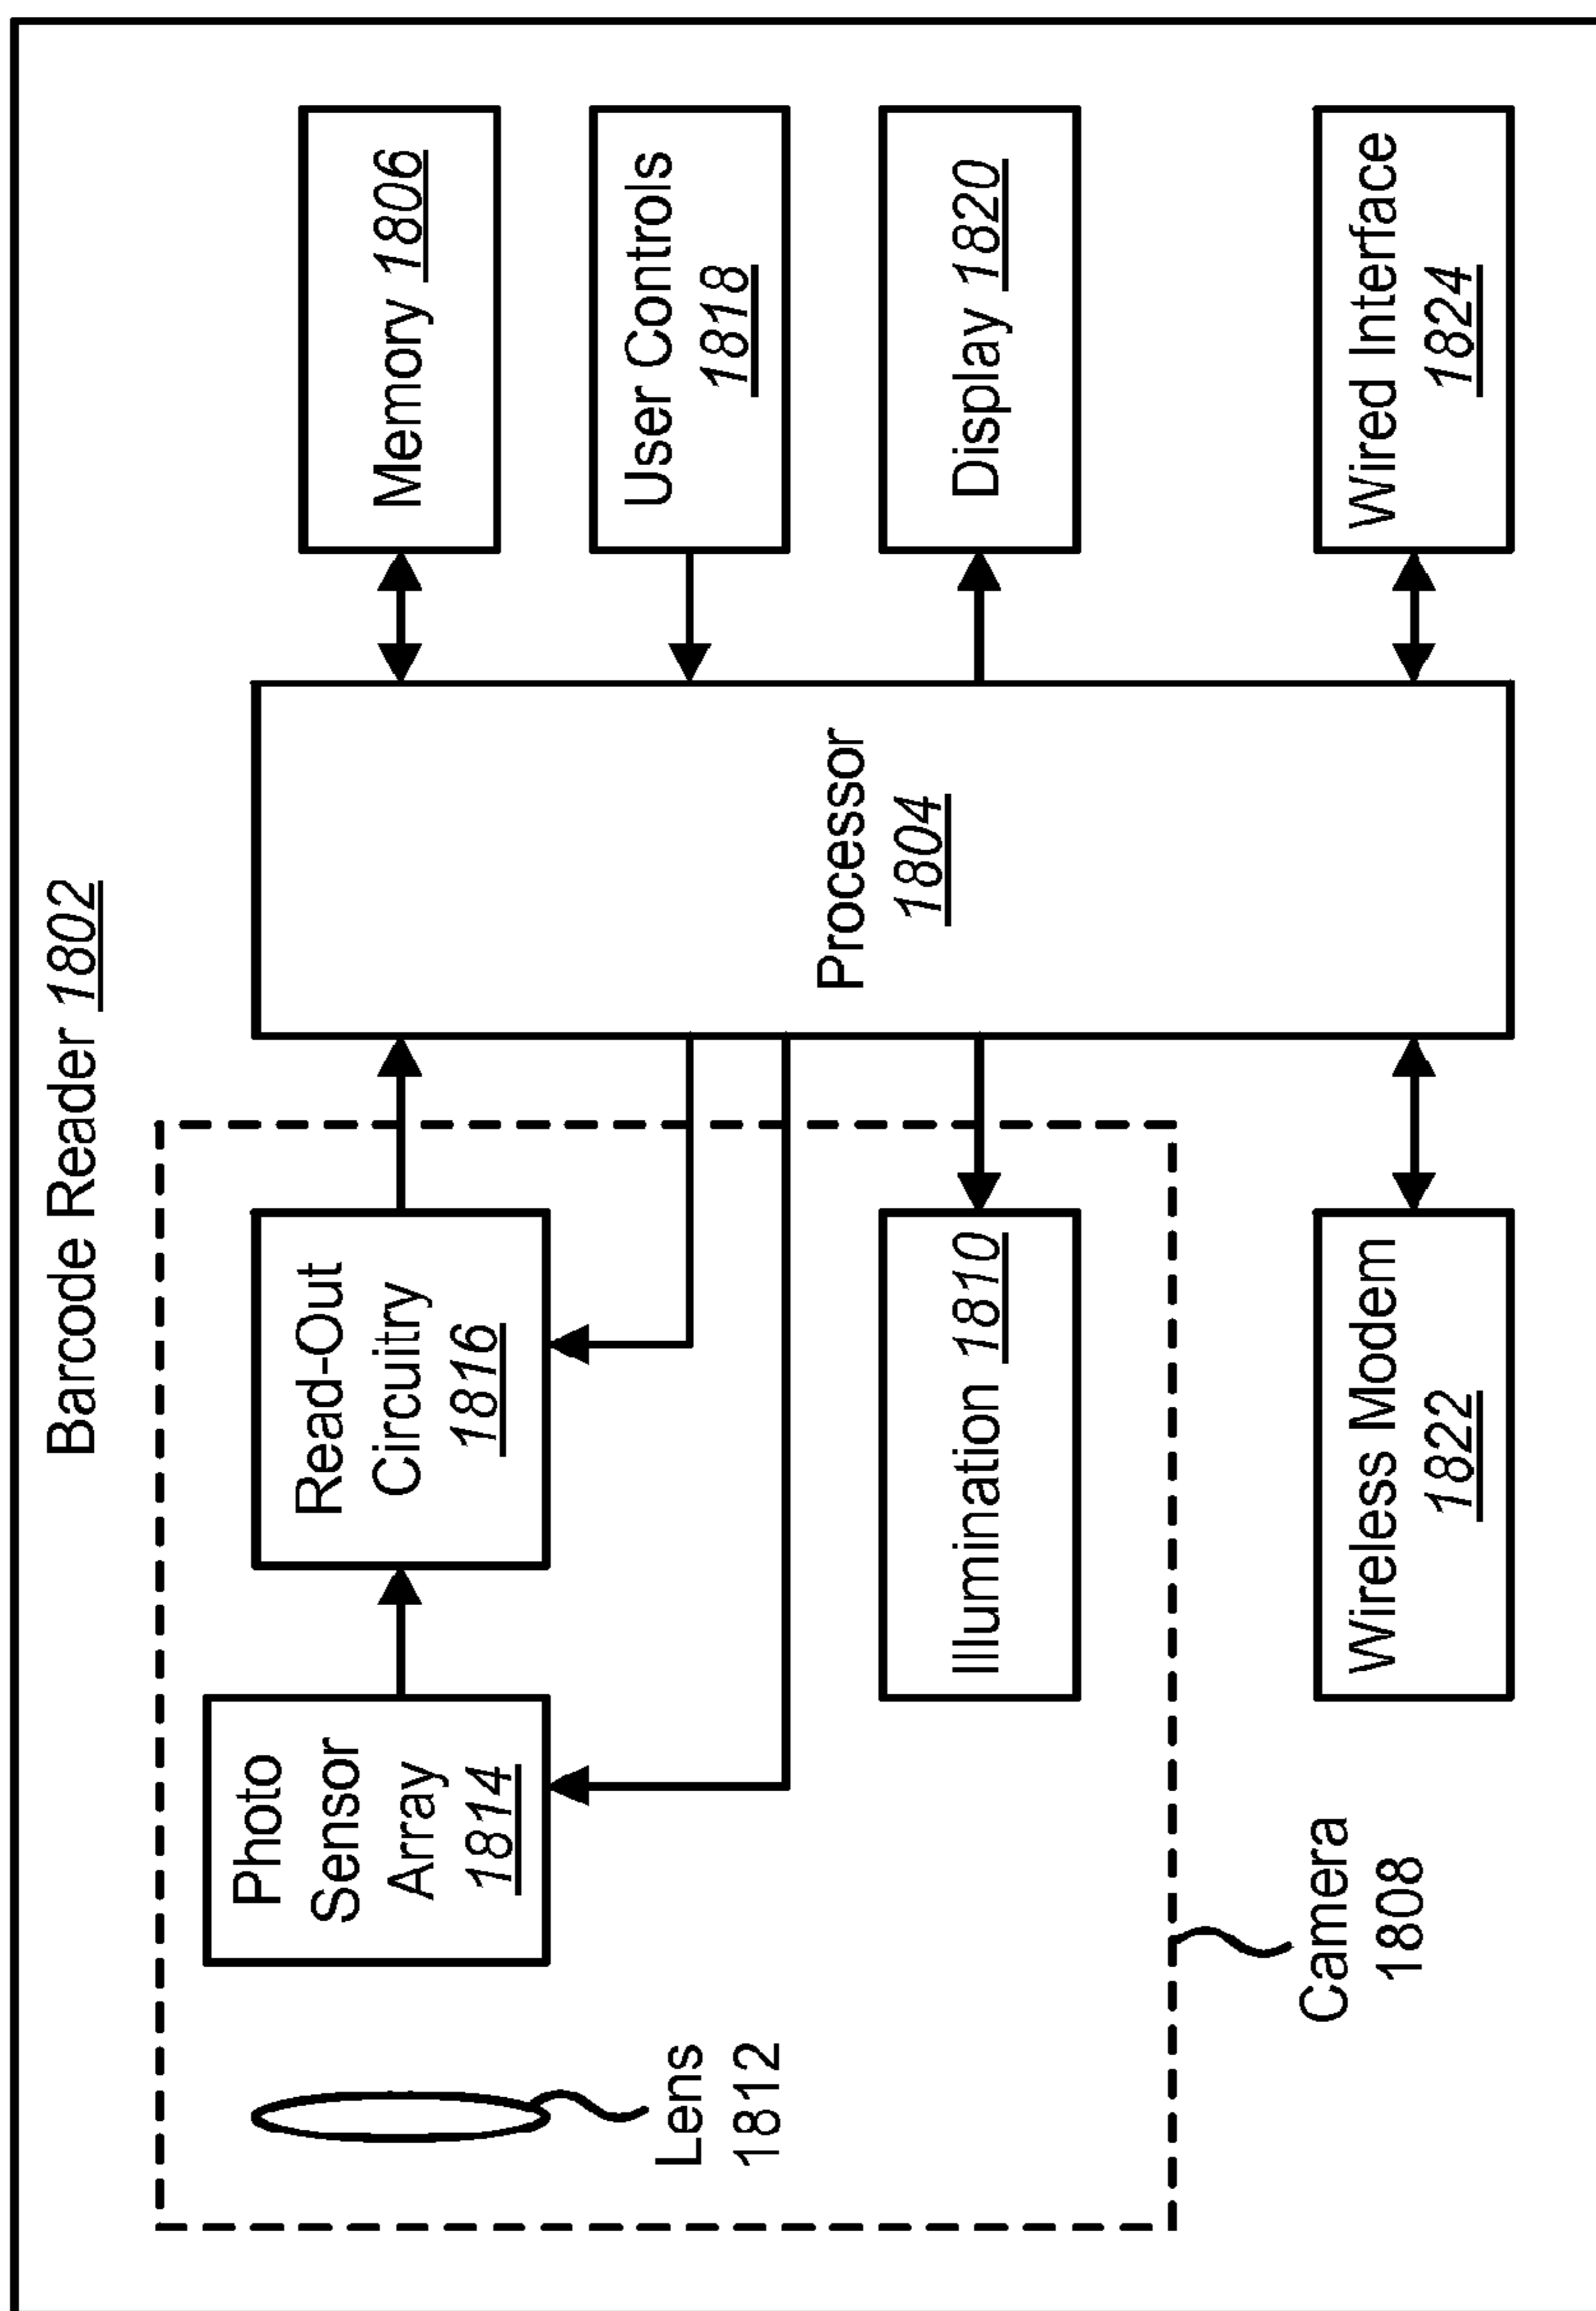 Barcode Reader 1802
Photo
Sensor
Array
1814
Read-Out
Circuitry
1816
Lens
1812
Illumination 1810
Camera
1808
Wireless Modem
1822
Processor
1804
Memory 1806
User Controls
1818
Display 1820
Wired Interface
1824